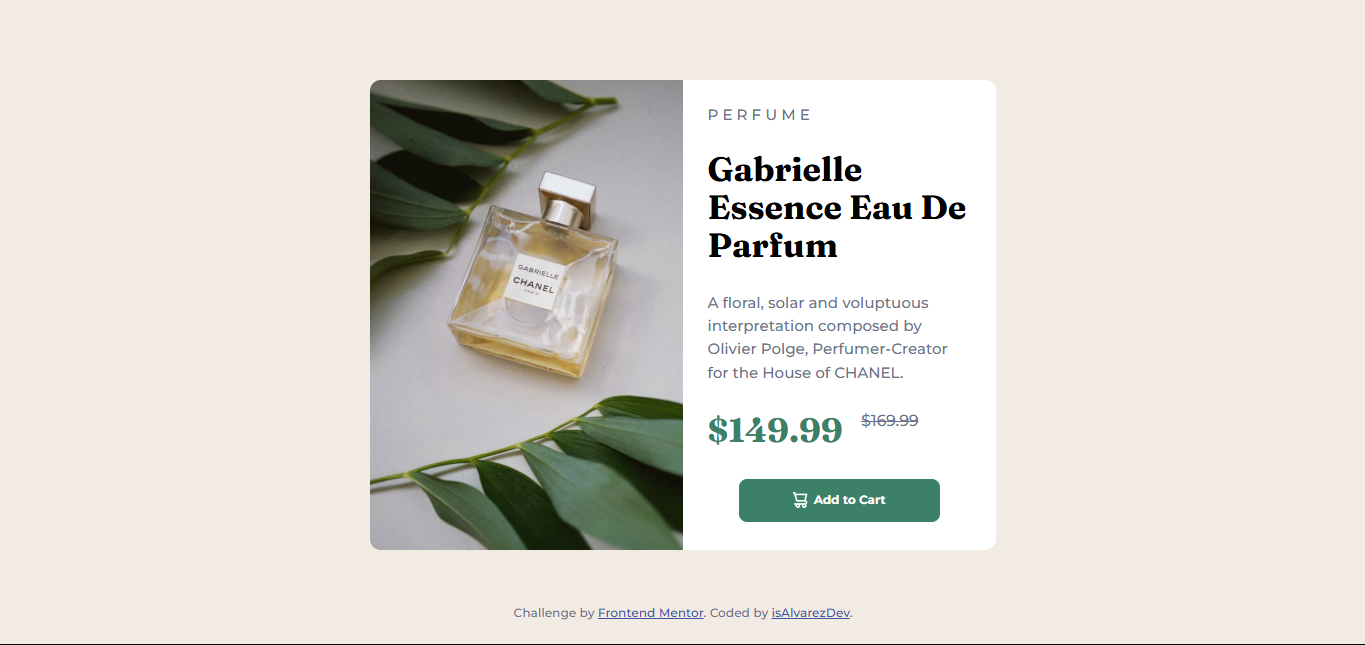 GABRIELLE
CHANEL
PARIS
PERFUME
Gabrielle
Essence Eau De
Parfum
A floral, solar and voluptuous
interpretation composed by
Olivier Polge, Perfumer-Creator
for the House of CHANEL.
$149.99 $169.99
Add to Cart
Challenge by Frontend Mentor. Coded by isAlvarezDev.